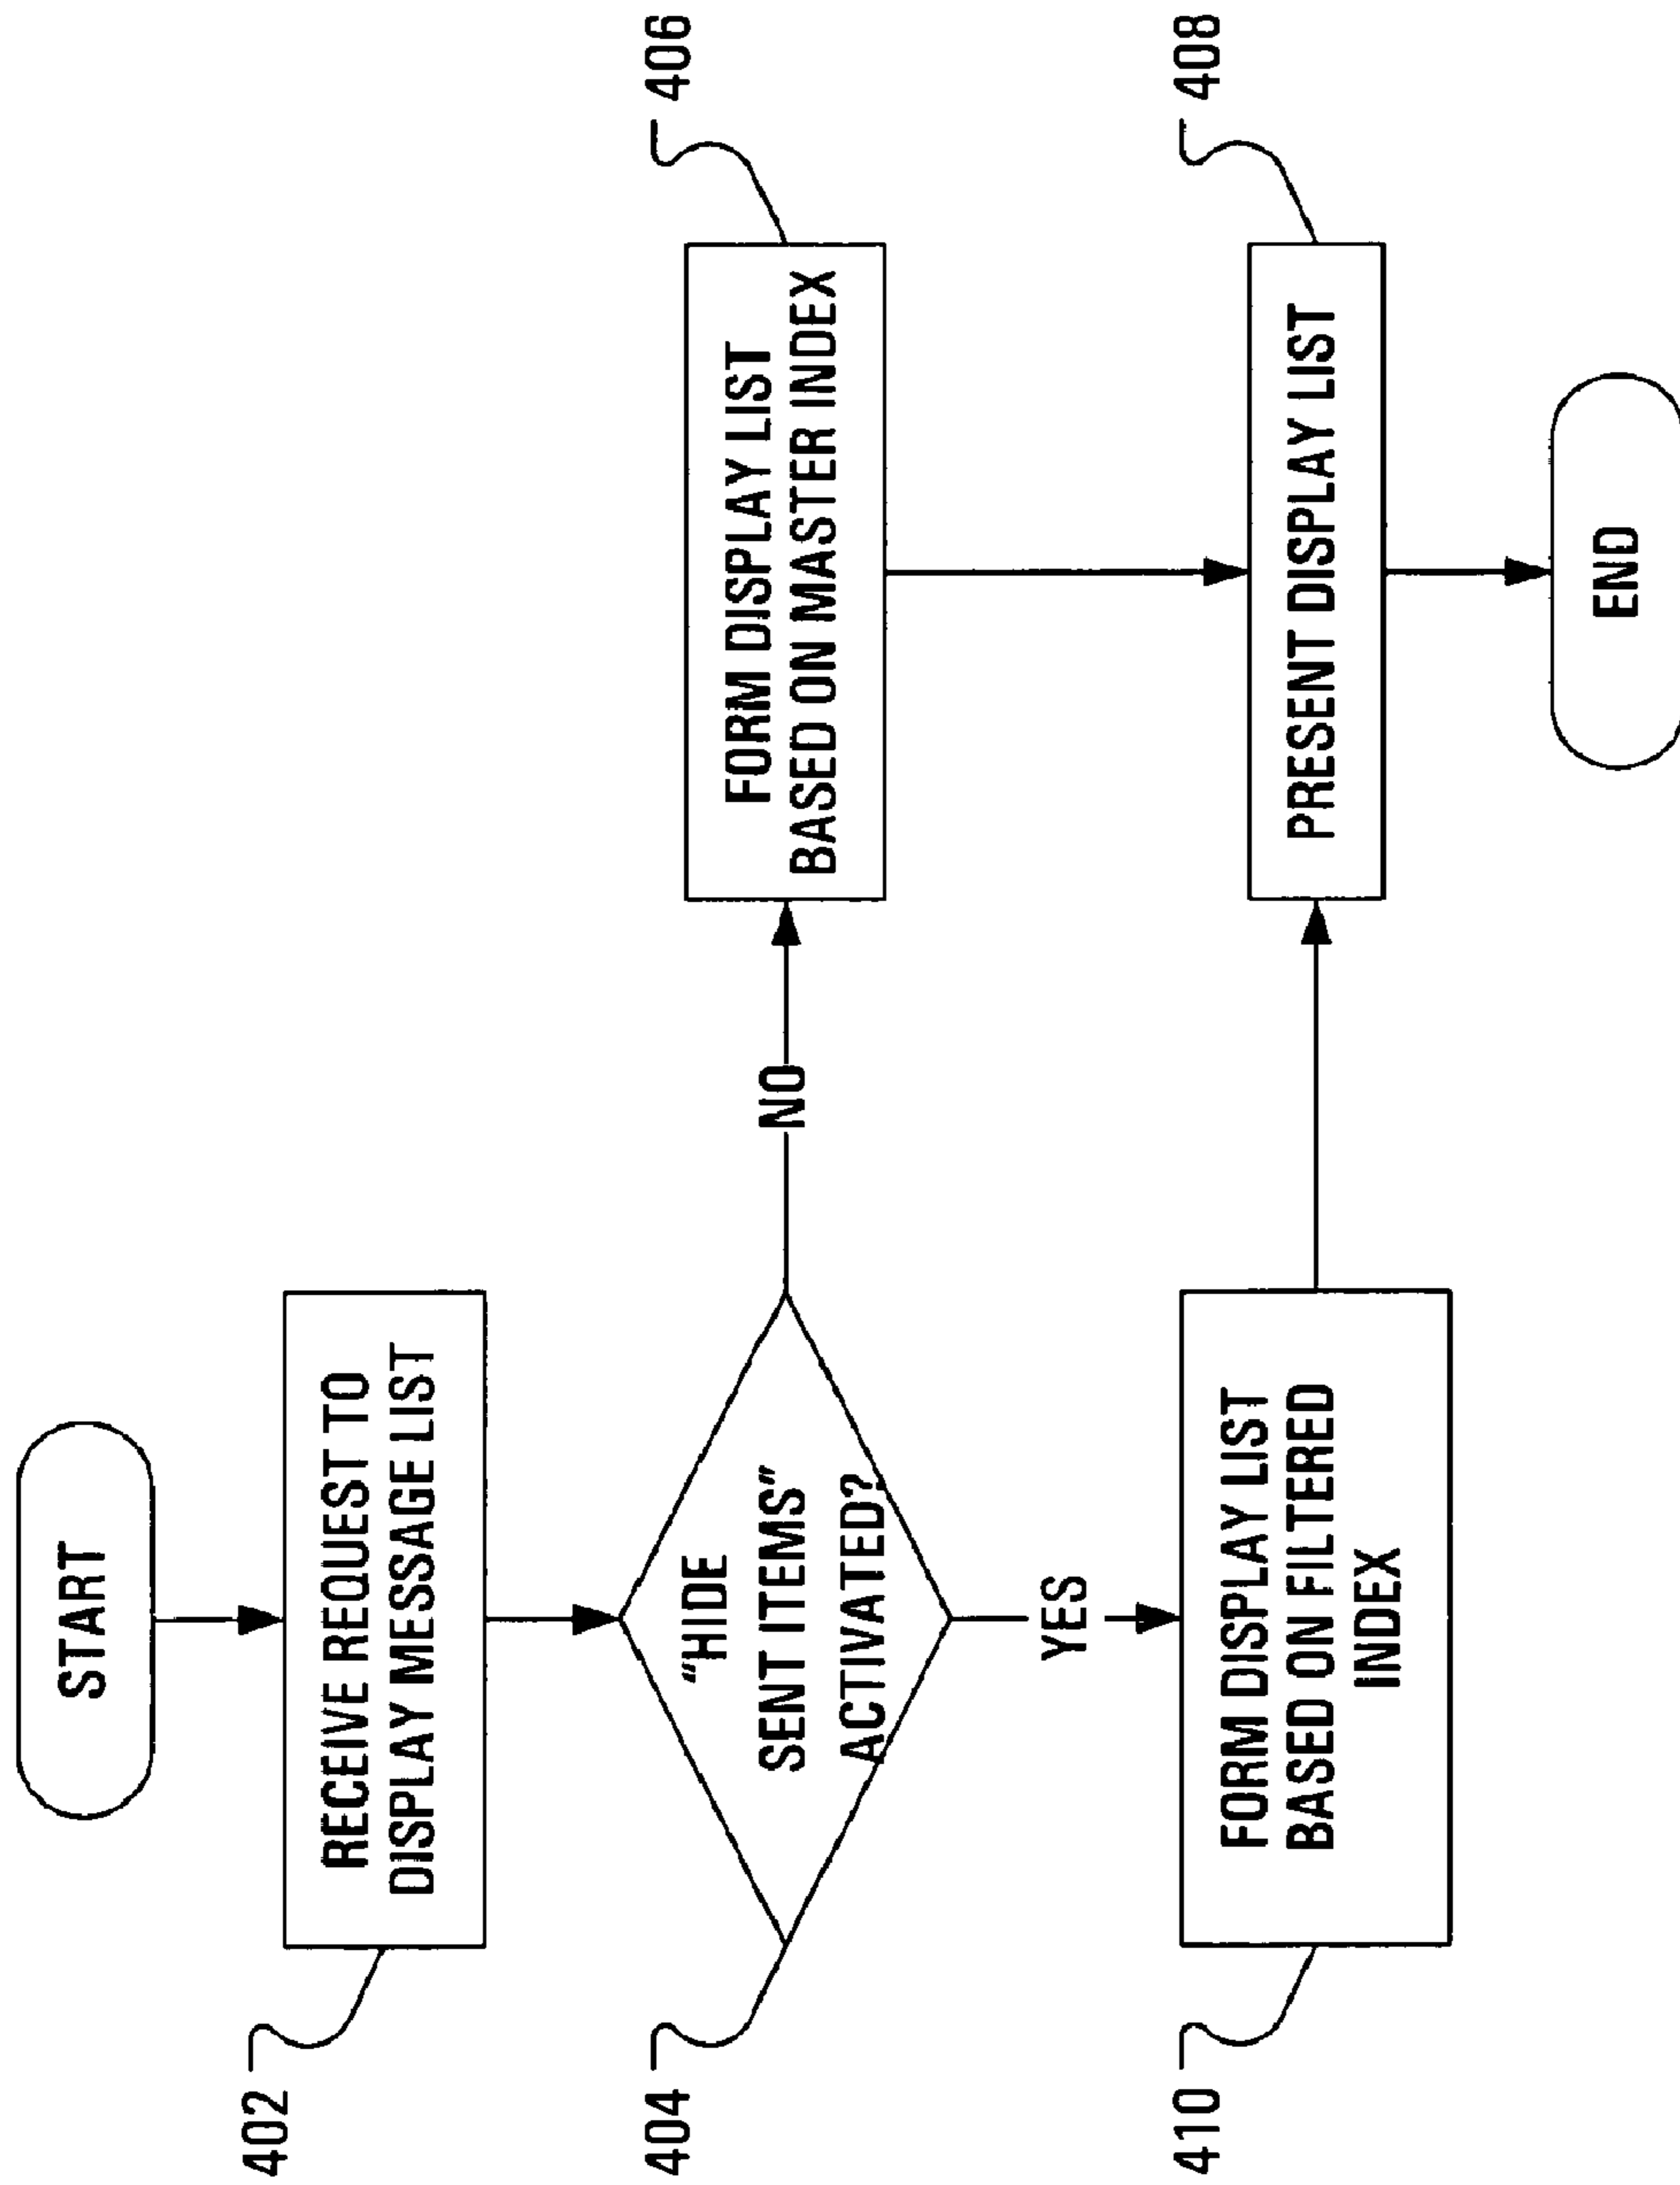 START
402
RECEIVE REQUEST TO
DISPLAY MESSAGE LIST
404
"HIDE
SENT ITEMS"
ACTIVATED?
NO
406
FORM DISPLAY LIST
BASED ON MASTER INDEX
YES
410
FORM DISPLAY LIST
BASED ON FILTERED
INDEX
408
PRESENT DISPLAY LIST
END